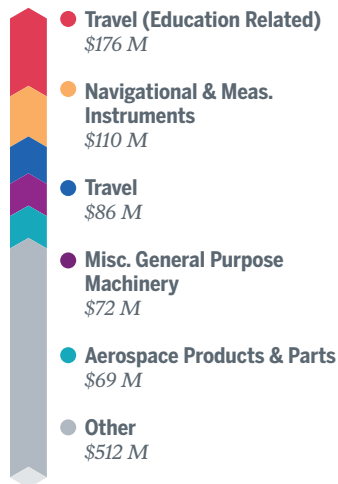 Travel (Education Related)
$176 M
Navigational & Meas.
Instruments
$110 M
Travel
$86 M
Misc. General Purpose
Machinery
$72 M
Aerospace Products & Parts
$69 M
Other
$512 M